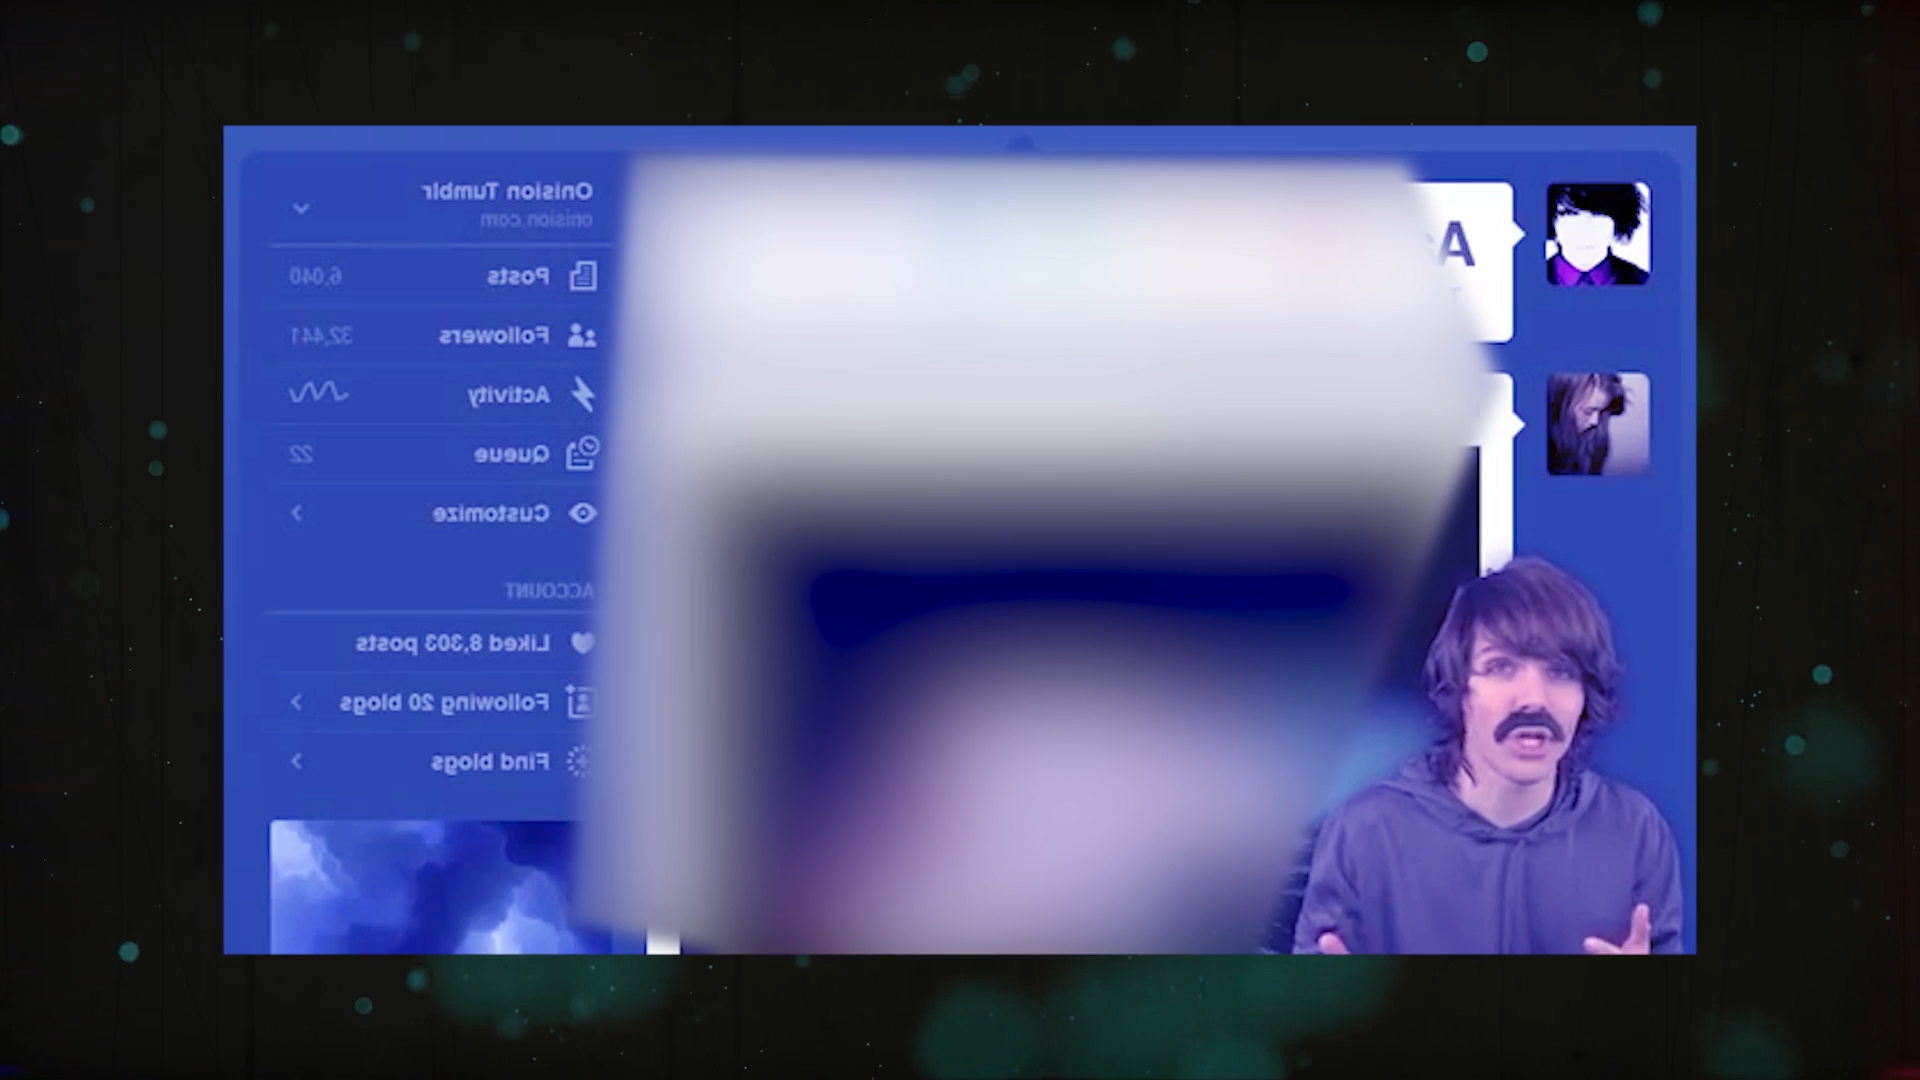 Onision Tumblr
onision.com
Posts 6,040
Followers 32,441
Activity
Queue 22
Customize
ACCOUNT
Liked 8,303 posts
Following 20 blogs
Find blogs
A